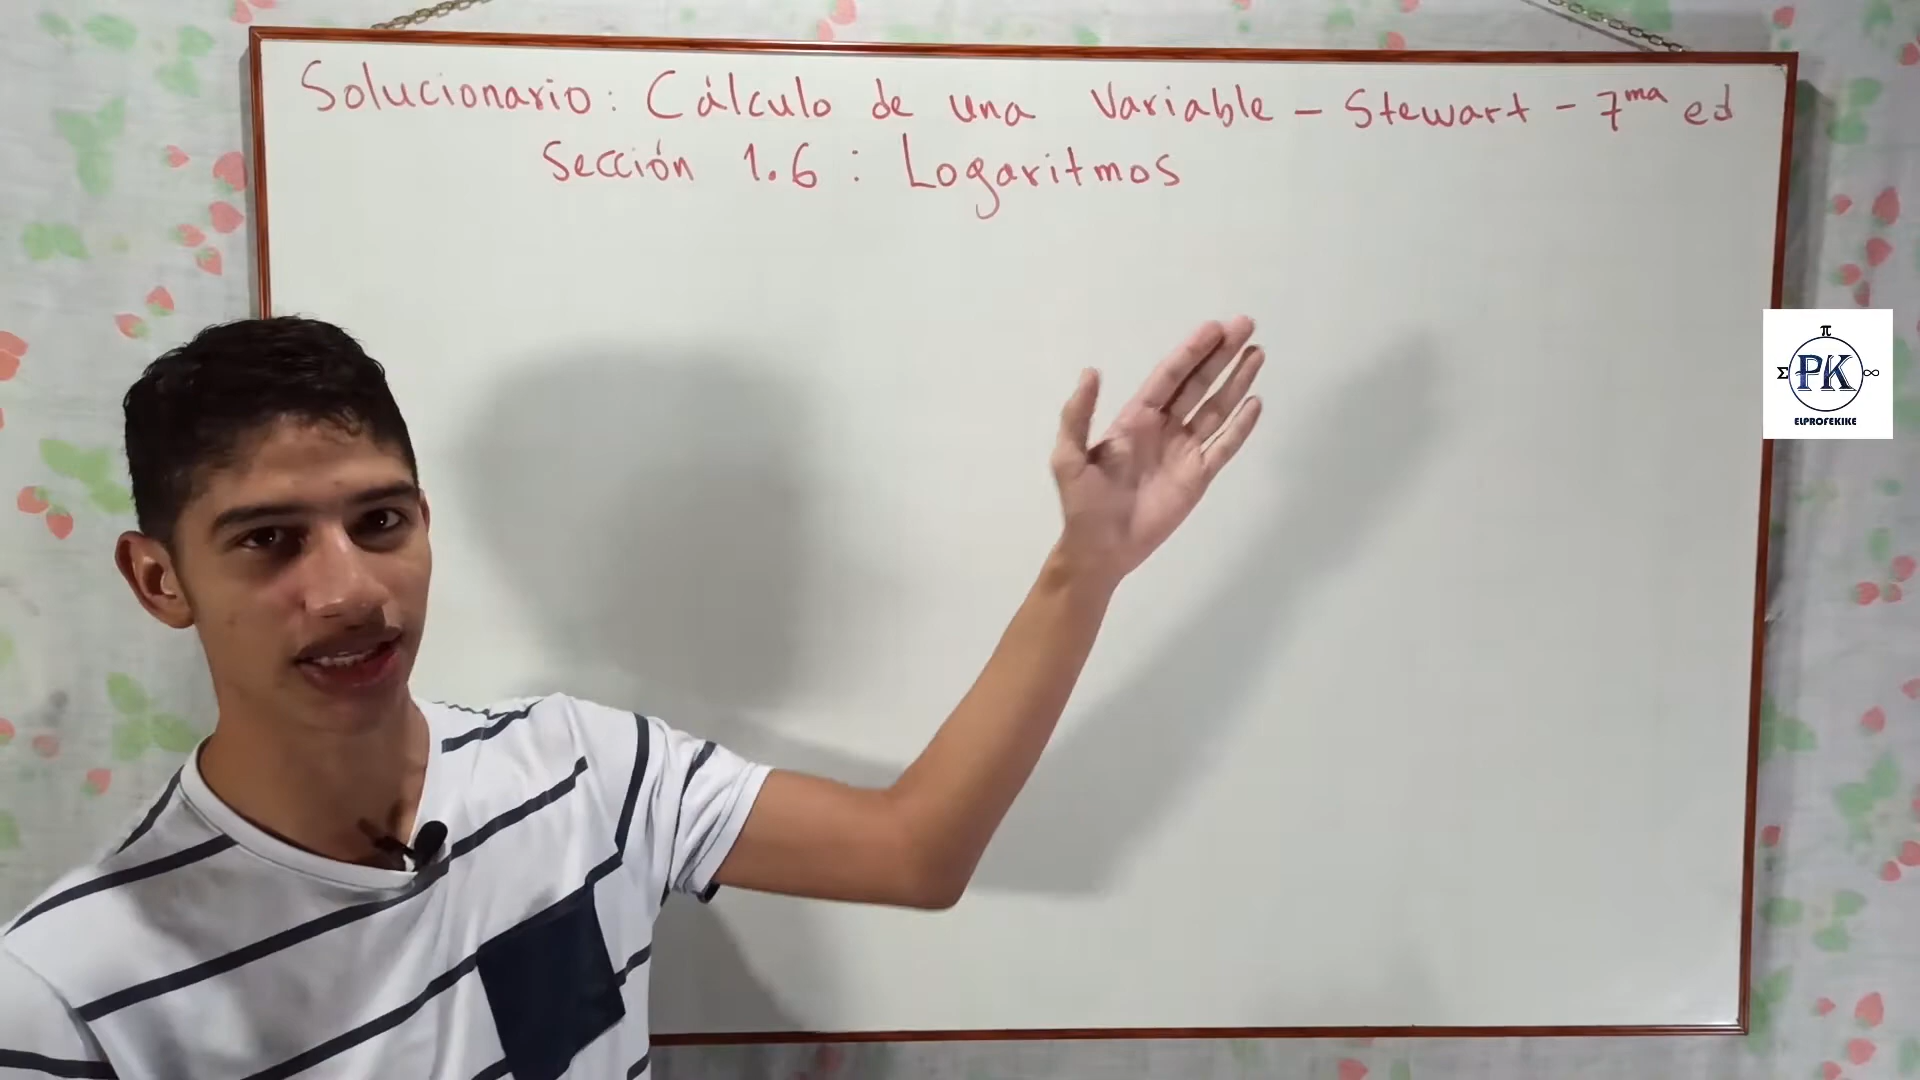 Solucionario: Cálculo de una Variable - Stewart - 7ma ed
Sección 1.6 : Logaritmos
π
Σ PK ∞
ELPROFEKIKE